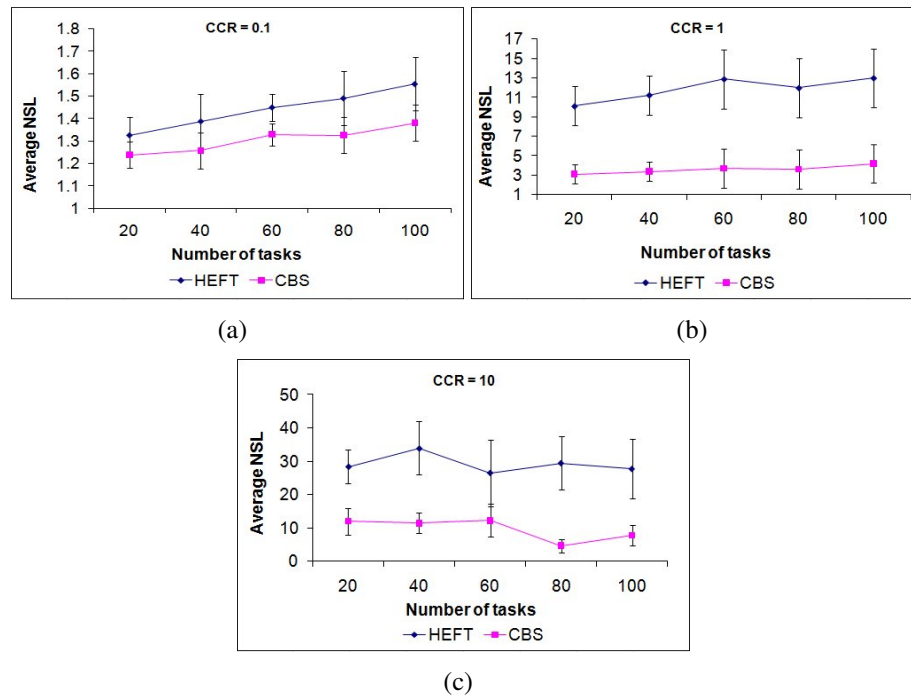 CCR = 0.1
Average NSL
1.8
1.7
1.6
1.5
1.4
1.3
1.2
1.1
1
20 40 60 80 100
Number of tasks
HEFT CBS
(a)
CCR = 1
Average NSL
17
15
13
11
9
7
5
3
1
20 40 60 80 100
Number of tasks
HEFT CBS
(b)
CCR = 10
Average NSL
50
40
30
20
10
0
20 40 60 80 100
Number of tasks
HEFT CBS
(c)